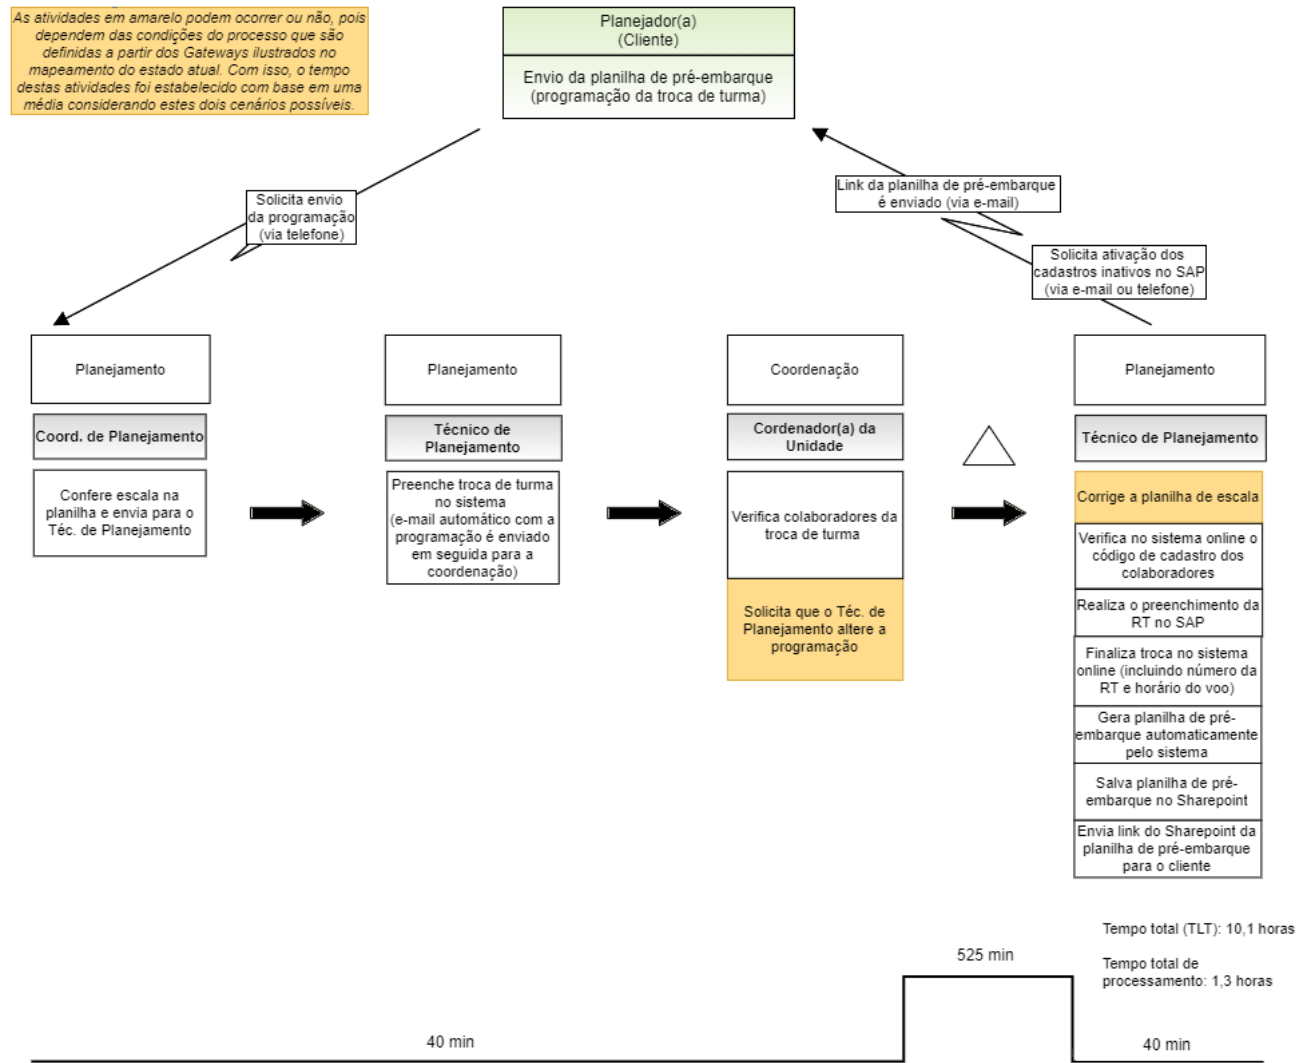 As atividades em amarelo podem ocorrer ou não, pois
dependem das condições do processo que são
definidas a partir dos Gateways ilustrados no
mapeamento do estado atual. Com isso, o tempo
destas atividades foi estabelecido com base em uma
média considerando estes dois cenários possíveis.
Planejador(a)
(Cliente)
Envio da planilha de pré-embarque
(programação da troca de turma)
Solicita envio
da programação
(via telefone)
Link da planilha de pré-embarque
é enviado (via e-mail)
Solicita ativação dos
cadastros inativos no SAP
(via e-mail ou telefone)
Planejamento
Coord. de Planejamento
Confere escala na
planilha e envia para o
Téc. de Planejamento
Planejamento
Técnico de
Planejamento
Preenche troca de turma
no sistema
(e-mail automático com a
programação é enviado
em seguida para a
coordenação)
Coordenação
Cordenador(a) da
Unidade
Verifica colaboradores da
troca de turma
Solicita que o Téc. de
Planejamento altere a
programação
Planejamento
Técnico de Planejamento
Corrige a planilha de escala
Verifica no sistema online o
código de cadastro dos
colaboradores
Realiza o preenchimento da
RT no SAP
Finaliza troca no sistema
online (incluindo número da
RT e horário do voo)
Gera planilha de pré-
embarque automaticamente
pelo sistema
Salva planilha de pré-
embarque no Sharepoint
Envia link do Sharepoint da
planilha de pré-embarque
para o cliente
Tempo total (TLT): 10,1 horas
Tempo total de
processamento: 1,3 horas
40 min
525 min
40 min